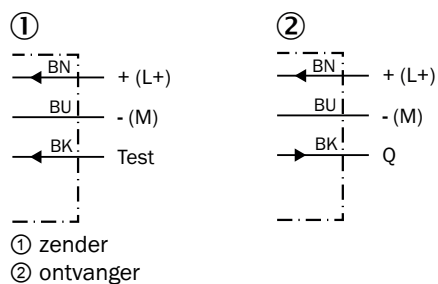 ①
BN + (L+)
BU - (M)
BK Test
②
BN + (L+)
BU - (M)
BK Q
① zender
② ontvanger